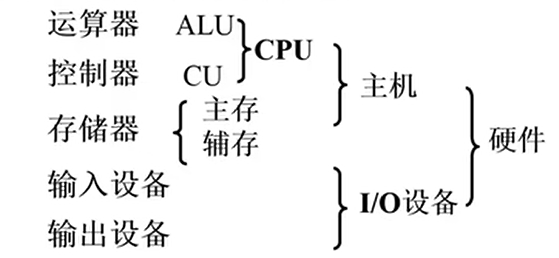 运算器 ALU
CPU
控制器 CU
主机
存储器 主存
辅存
硬件
输入设备
I/O设备
输出设备